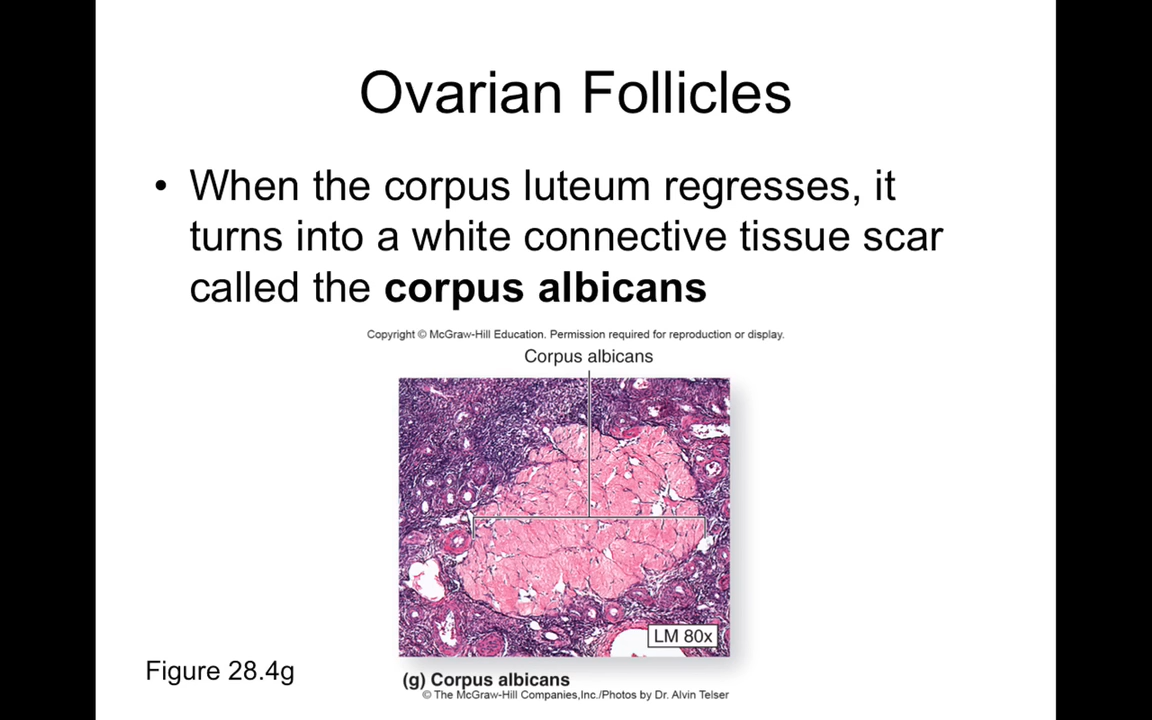 Ovarian Follicles
• When the corpus luteum regresses, it
turns into a white connective tissue scar
called the corpus albicans
Copyright © McGraw-Hill Education. Permission required for reproduction or display.
Corpus albicans
LM 80x
Figure 28.4g
(g) Corpus albicans
© The McGraw-Hill Companies,Inc./Photos by Dr. Alvin Telser